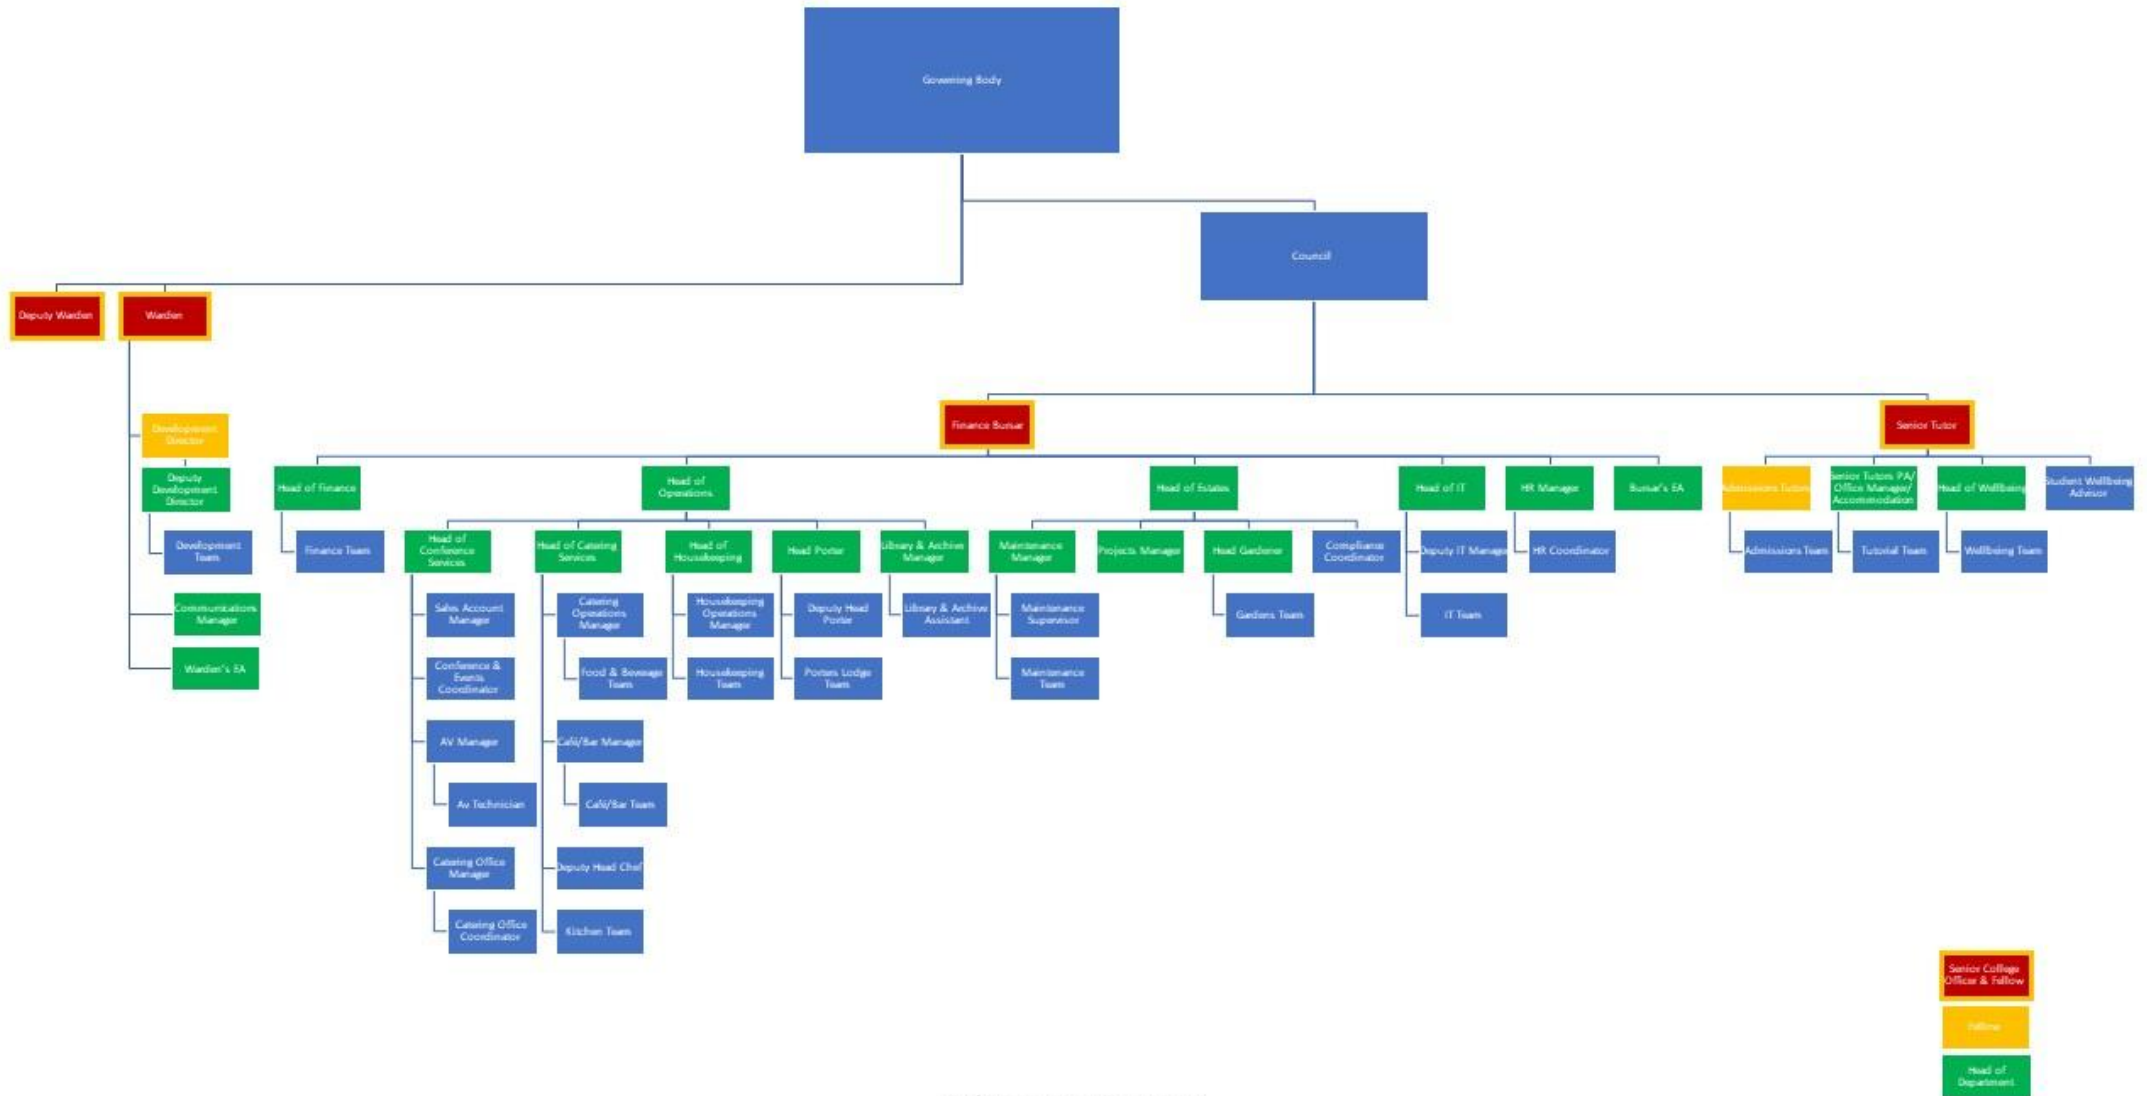 Governing Body
Council
Deputy Warden
Warden
Development
Director
Finance Bursar
Senior Tutor
Deputy
Development
Director
Head of Finance
Head of
Operations
Head of Estates
Head of IT
HR Manager
Bursar's EA
Admissions Tutors
Senior Tutors PA/
Office Manager/
Accommodation
Head of Wellbeing
Student Wellbeing
Advisor
Development
Team
Finance Team
Head of
Conference
Services
Head of Catering
Services
Head of
Housekeeping
Head Porter
Library & Archive
Manager
Maintenance
Manager
Projects Manager
Head Gardener
Compliance
Coordinator
Deputy IT Manager
HR Coordinator
Admissions Team
Tutorial Team
Wellbeing Team
Communications
Manager
Sales Account
Manager
Catering
Operations
Manager
Housekeeping
Operations
Manager
Deputy Head
Porter
Library & Archive
Assistant
Maintenance
Supervisor
Gardens Team
IT Team
Warden's EA
Conference &
Events
Coordinator
Food & Beverage
Team
Housekeeping
Team
Porters Lodge
Team
Maintenance
Team
AV Manager
Café/Bar Manager
Av Technician
Café/Bar Team
Catering Office
Manager
Deputy Head Chef
Catering Office
Coordinator
Kitchen Team
Senior College
Officer & Fellow
Fellow
Head of
Department